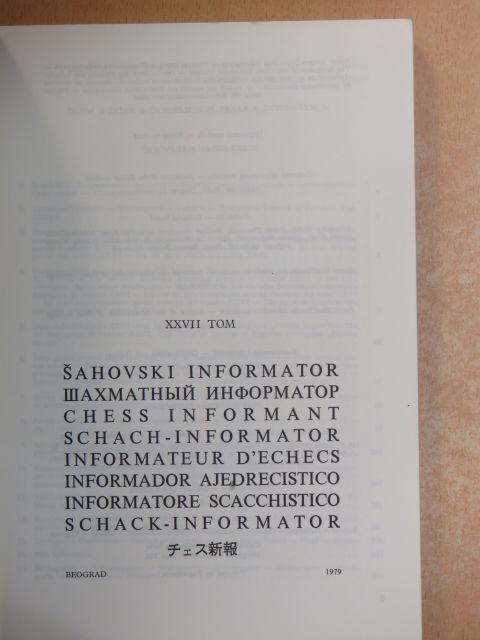 XXVII TOM
ŠAHOVSKI INFORMATOR
ШАХМАТНЫЙ ИНФОРМАТОР
CHESS INFORMANT
SCHACH-INFORMATOR
INFORMATEUR D'ECHECS
INFORMADOR AJEDRECISTICO
INFORMATORE SCACCHISTICO
SCHACK-INFORMATOR
チェス新報
BEOGRAD 1979